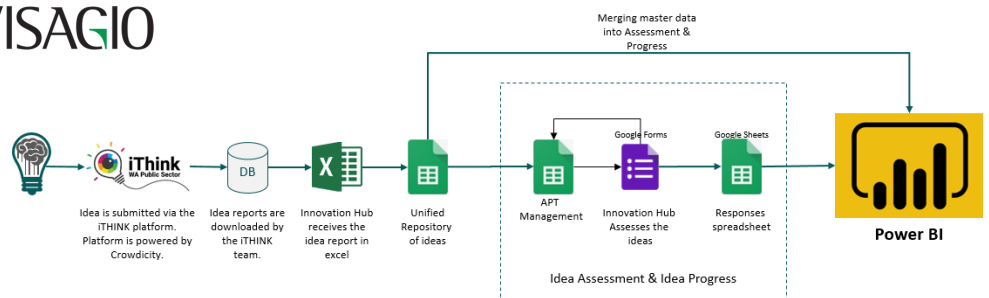 VISAGIO
Merging master data
into Assessment &
Progress
iThink
WA Public Sector
DB
X
Google Forms
Google Sheets
Idea is submitted via the
iTHINK platform.
Platform is powered by
Crowdicity.
Idea reports are
downloaded by
the iTHINK
team.
Innovation Hub
receives the
idea report in
excel
Unified
Repository
of ideas
APT
Management
Innovation Hub
Assesses the
ideas
Responses
spreadsheet
Power BI
Idea Assessment & Idea Progress